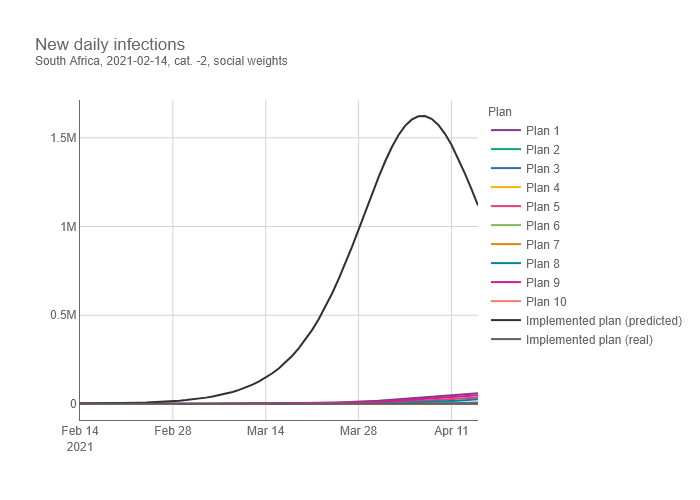 New daily infections
South Africa, 2021-02-14, cat. -2, social weights
Plan
1.5M
1M
0.5M
0
Feb 14
2021
Feb 28
Mar 14
Mar 28
Apr 11
Plan 1
Plan 2
Plan 3
Plan 4
Plan 5
Plan 6
Plan 7
Plan 8
Plan 9
Plan 10
Implemented plan (predicted)
Implemented plan (real)